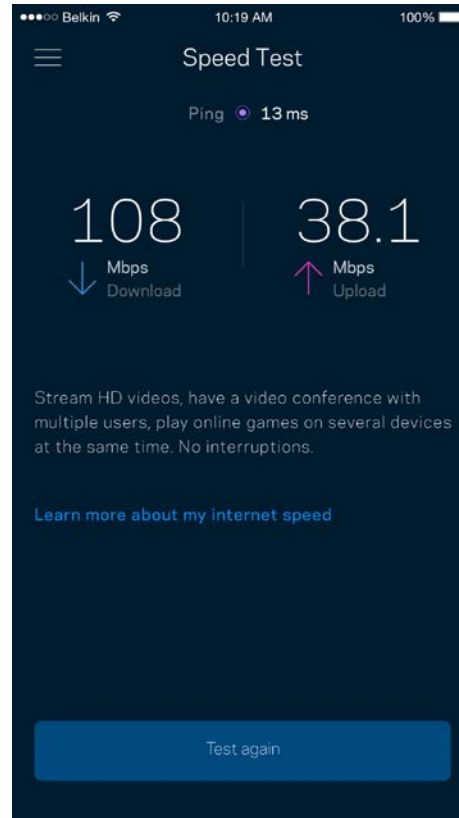 Belkin 10:19 AM 100%
Speed Test
Ping 13 ms
108 38.1
Mbps Mbps
Download Upload
Stream HD videos, have a video conference with
multiple users, play online games on several devices
at the same time. No interruptions.
Learn more about my internet speed
Test again